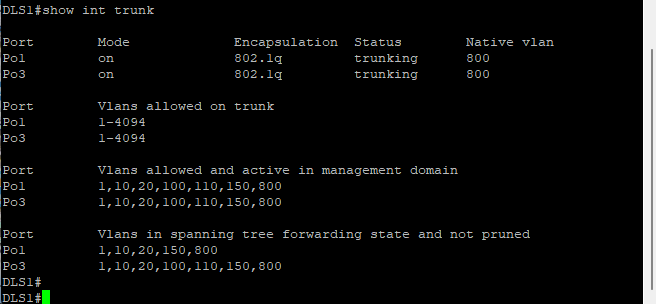 DLS1#show int trunk
Port Mode Encapsulation Status Native vlan
Po1 on 802.1q trunking 800
Po3 on 802.1q trunking 800
Port Vlans allowed on trunk
Po1 1-4094
Po3 1-4094
Port Vlans allowed and active in management domain
Po1 1,10,20,100,110,150,800
Po3 1,10,20,100,110,150,800
Port Vlans in spanning tree forwarding state and not pruned
Po1 1,10,20,150,800
Po3 1,10,20,100,110,150,800
DLS1#
DLS1#